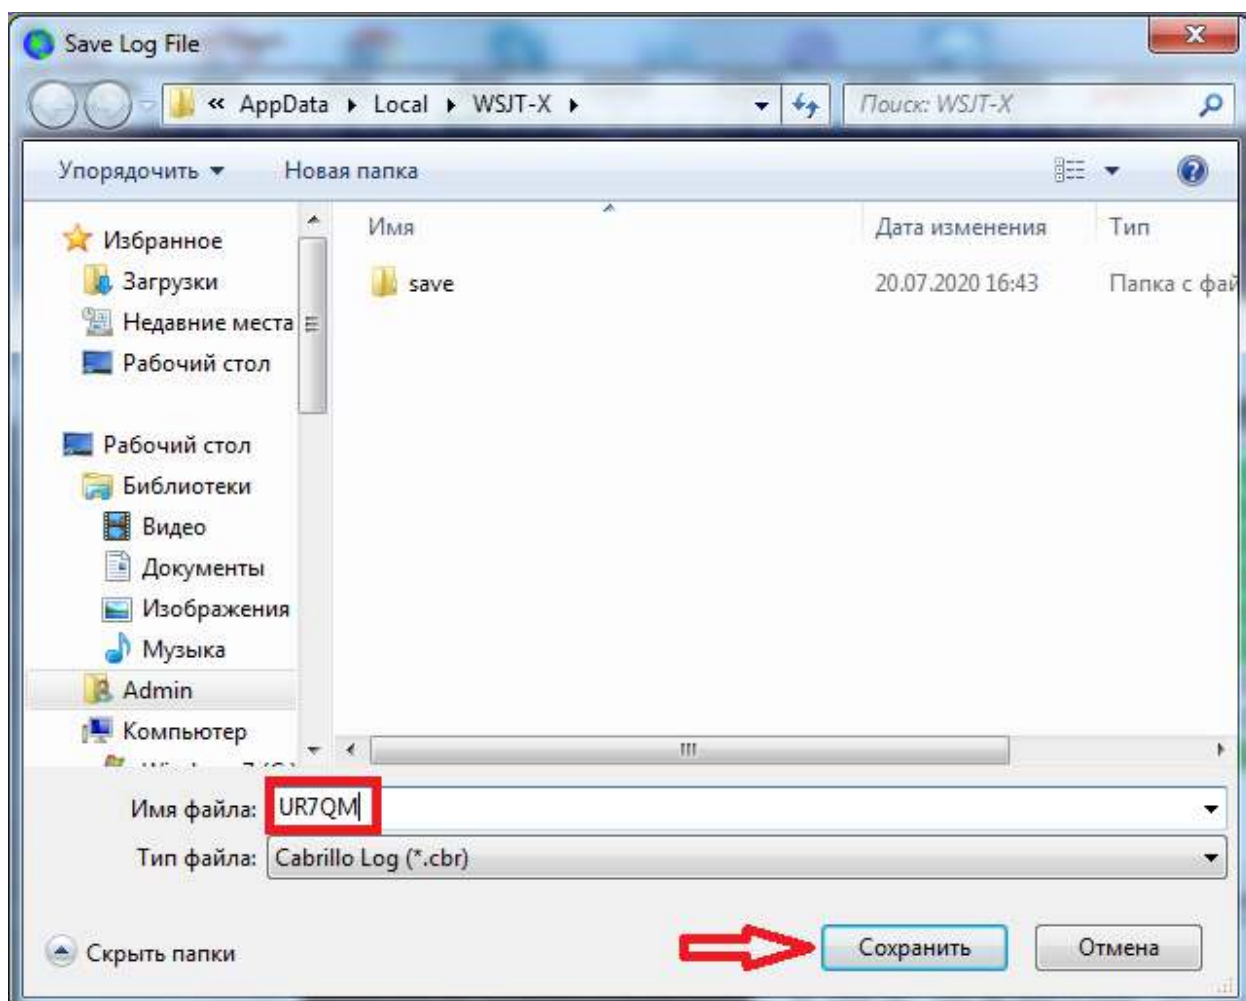 Save Log File
« AppData Local WSJT-X
Поиск: WSJT-X
Упорядочить Новая папка
Имя Дата изменения Тип
save 20.07.2020 16:43 Папка с фай
Избранное
Загрузки
Недавние места
Рабочий стол
Рабочий стол
Библиотеки
Видео
Документы
Изображения
Музыка
Admin
Компьютер
Имя файла: UR7QM
Тип файла: Cabrillo Log (*.cbr)
Скрыть папки
Сохранить
Отмена